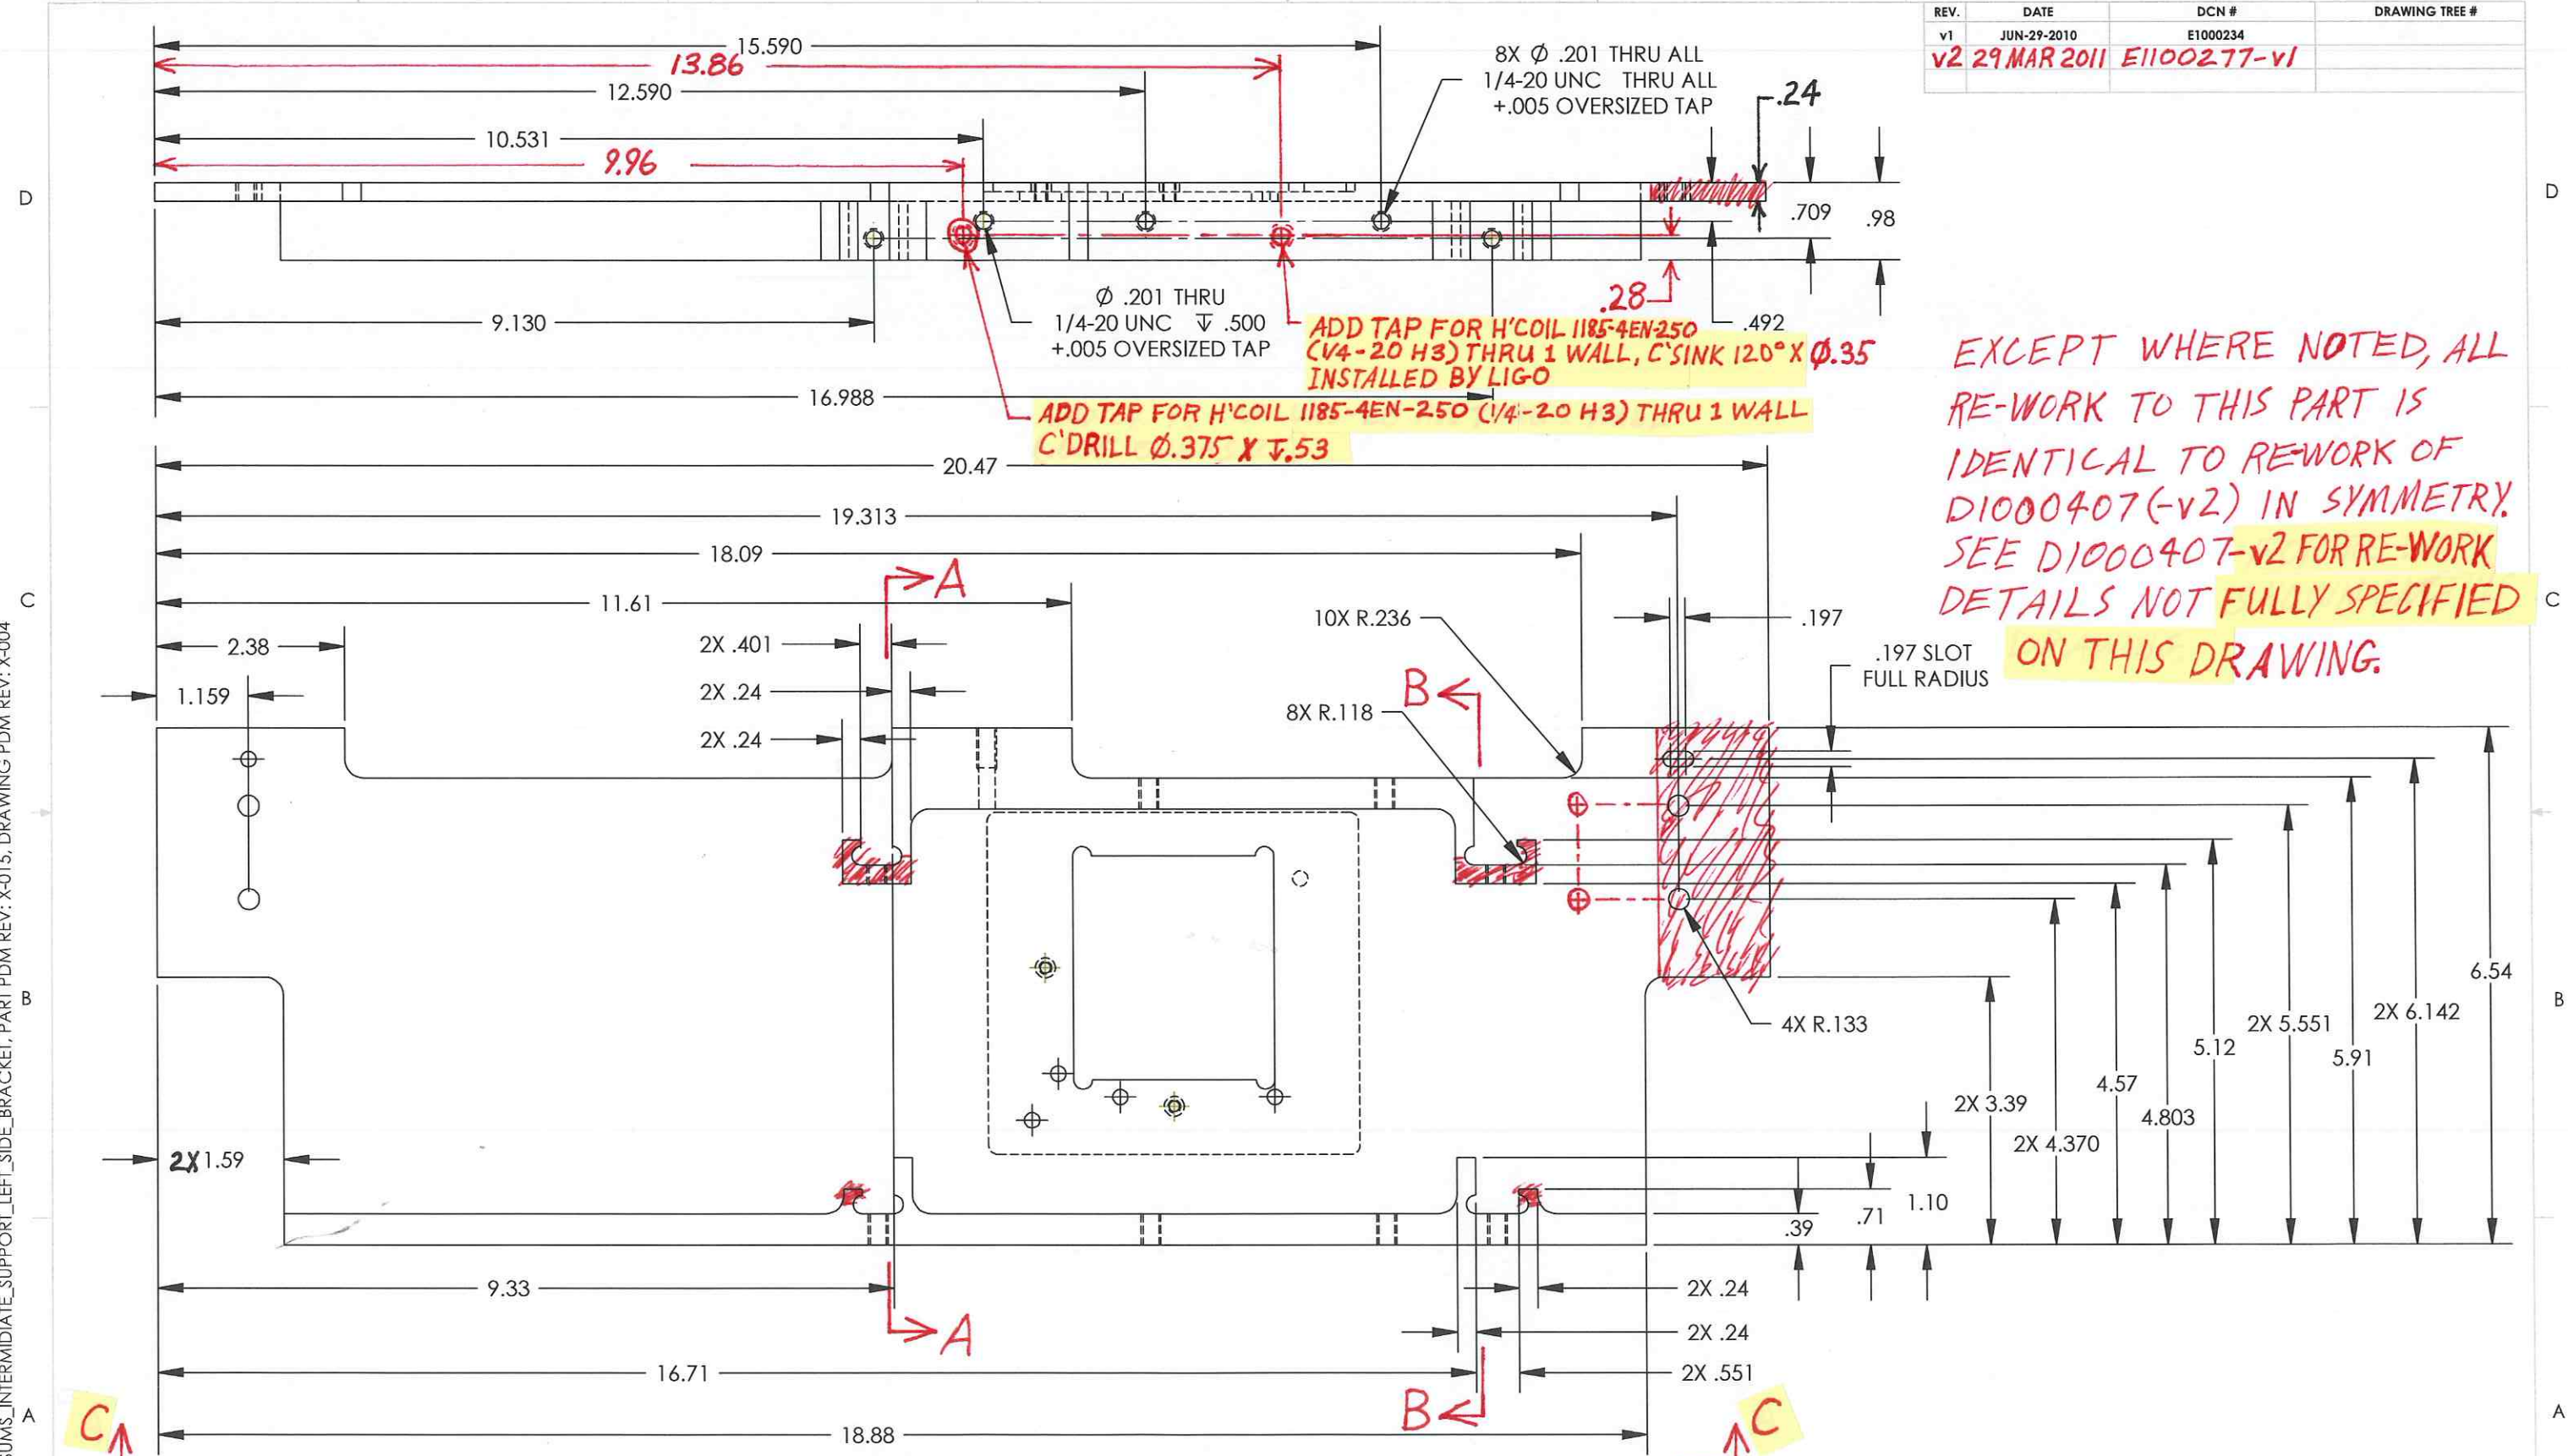 REV. DATE DCN # DRAWING TREE #
v1 JUN-29-2010 E1000234
v2 29 MAR 2011 E1100277-v1
15.590
13.86
12.590
10.531
9.96
8X Ø .201 THRU ALL
1/4-20 UNC THRU ALL
+.005 OVERSIZED TAP
.24
D
D
.709
.98
.28
.492
9.130
Ø .201 THRU
1/4-20 UNC ↧ .500
+.005 OVERSIZED TAP
ADD TAP FOR H'COIL 1185-4EN-250
(1/4-20 H3) THRU 1 WALL, C'SINK 120° X Ø.35
INSTALLED BY LIGO
16.988
ADD TAP FOR H'COIL 1185-4EN-250 (1/4-20 H3) THRU 1 WALL
C'DRILL Ø.375 X ↧.53
EXCEPT WHERE NOTED, ALL
RE-WORK TO THIS PART IS
IDENTICAL TO RE-WORK OF
D1000407(-v2) IN SYMMETRY.
SEE D1000407-v2 FOR RE-WORK
DETAILS NOT FULLY SPECIFIED
ON THIS DRAWING.
20.47
19.313
18.09
A
11.61
C
C
2.38
2X .401
10X R.236
.197
1.159
2X .24
B
.197 SLOT
FULL RADIUS
2X .24
8X R.118
B
B
4X R.133
6.54
2X 6.142
2X 5.551
5.91
5.12
4.57
4.803
2X 3.39
2X 4.370
2X 1.59
1.10
.71
.39
9.33
2X .24
A
2X .24
16.71
2X .551
B
A
A
C
C
18.88
SUMS_INTERMIDIATE_SUPPORT_LEFT_SIDE_BRACKET, PART PDM REV: X-015, DRAWING PDM REV: X-004